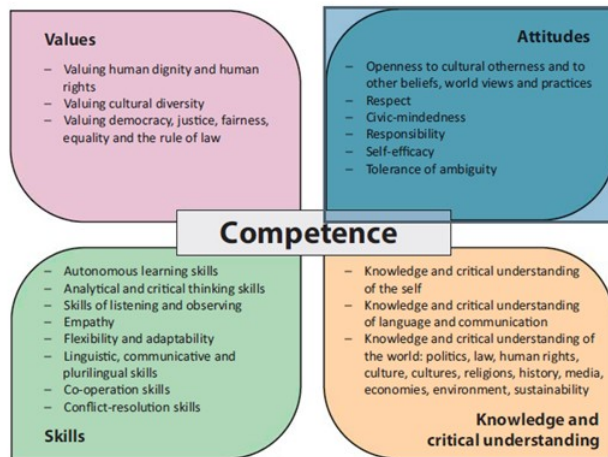 Values
– Valuing human dignity and human
rights
– Valuing cultural diversity
– Valuing democracy, justice, fairness,
equality and the rule of law
Attitudes
– Openness to cultural otherness and to
other beliefs, world views and practices
– Respect
– Civic-mindedness
– Responsibility
– Self-efficacy
– Tolerance of ambiguity
Competence
– Autonomous learning skills
– Analytical and critical thinking skills
– Skills of listening and observing
– Empathy
– Flexibility and adaptability
– Linguistic, communicative and
plurilingual skills
– Co-operation skills
– Conflict-resolution skills
Skills
– Knowledge and critical understanding
of the self
– Knowledge and critical understanding
of language and communication
– Knowledge and critical understanding of
the world: politics, law, human rights,
culture, cultures, religions, history, media,
economies, environment, sustainability
Knowledge and
critical understanding